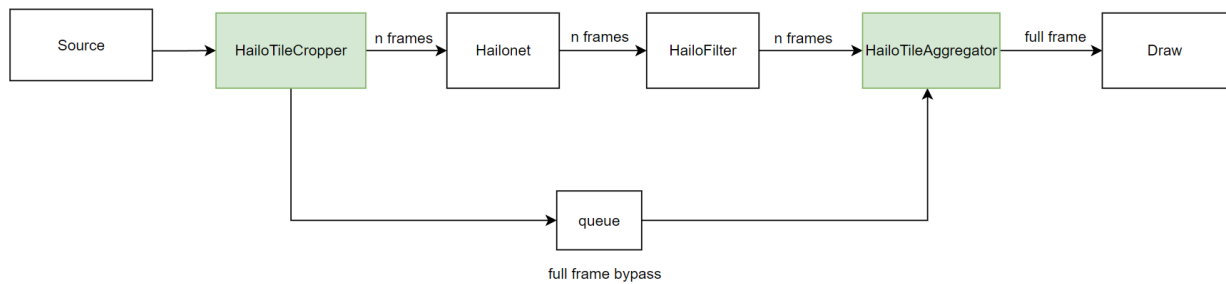 Source
HailoTileCropper
n frames
Hailonet
n frames
HailoFilter
n frames
HailoTileAggregator
full frame
Draw
queue
full frame bypass